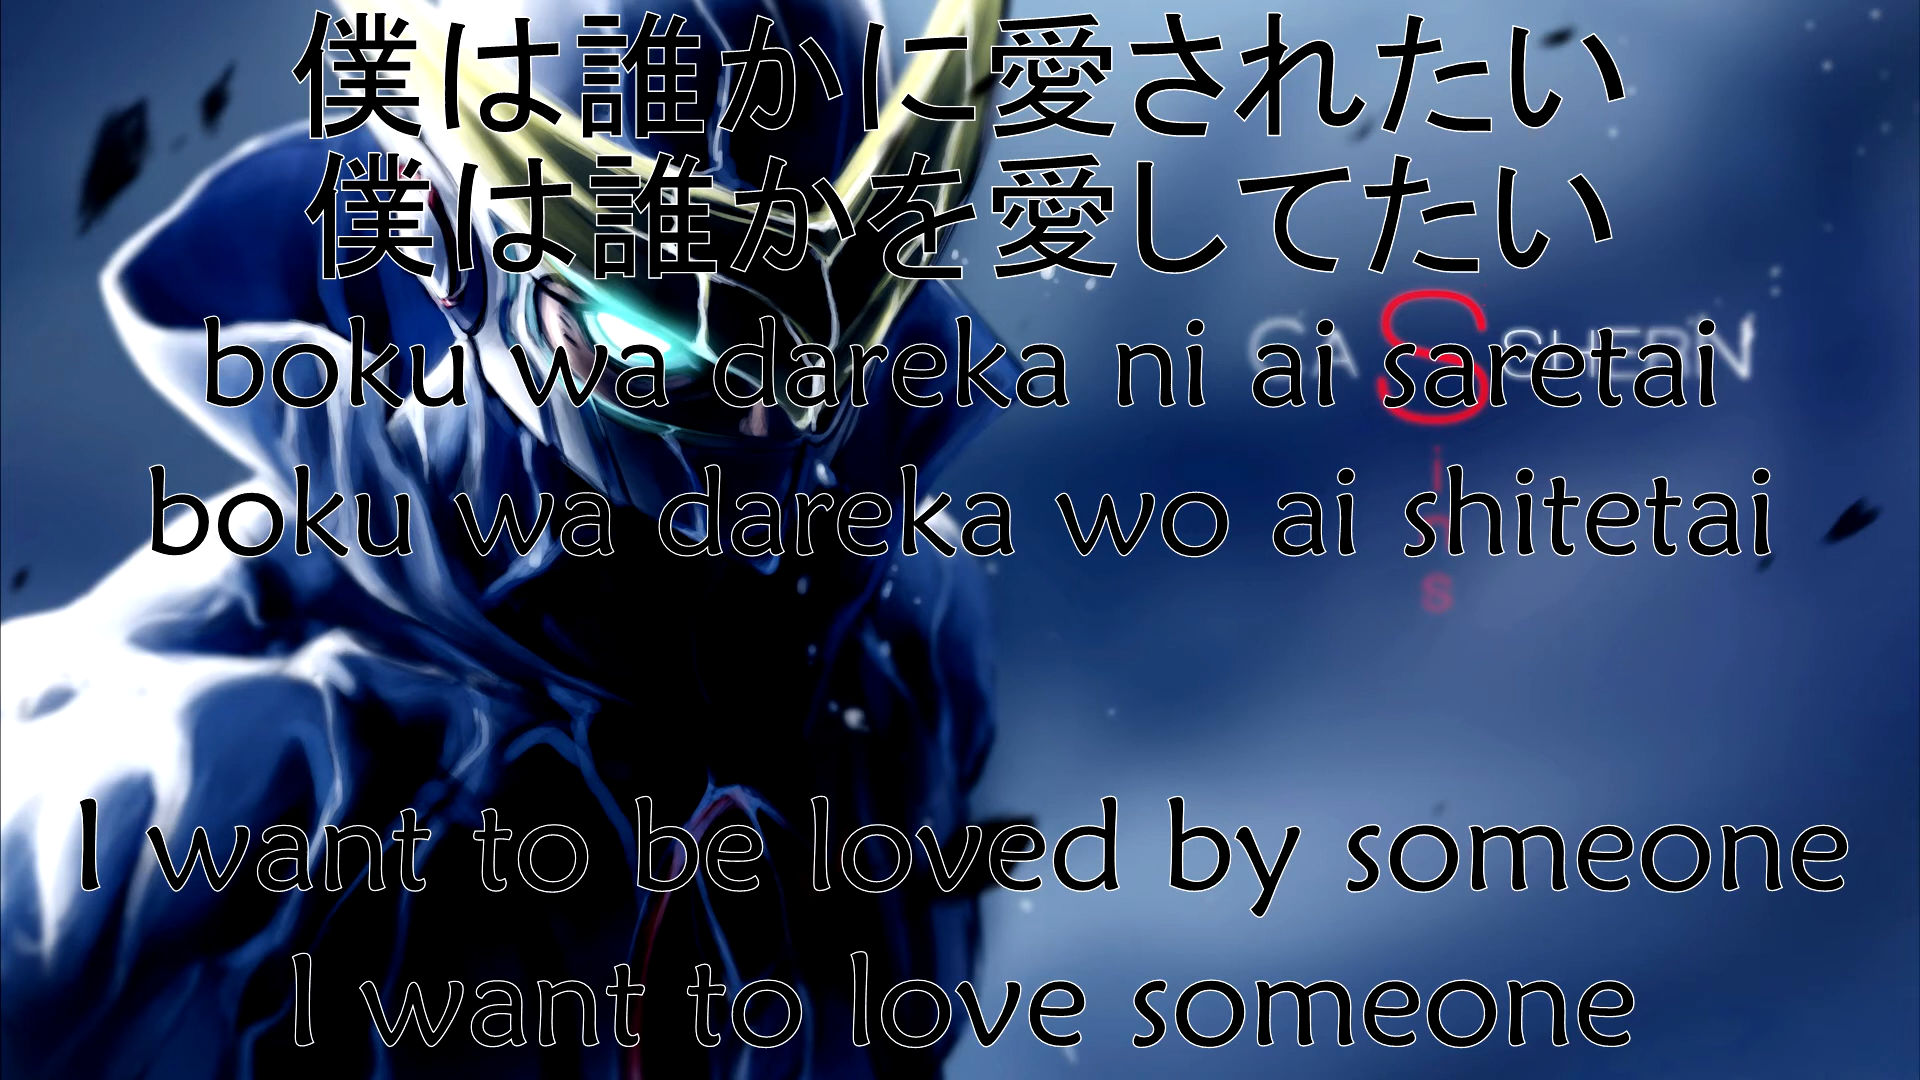 僕は誰かに愛されたい
僕は誰かを愛してたい
boku wa dareka ni ai saretai
boku wa dareka wo ai shitetai
CASSHERN
Sins
I want to be loved by someone
I want to love someone